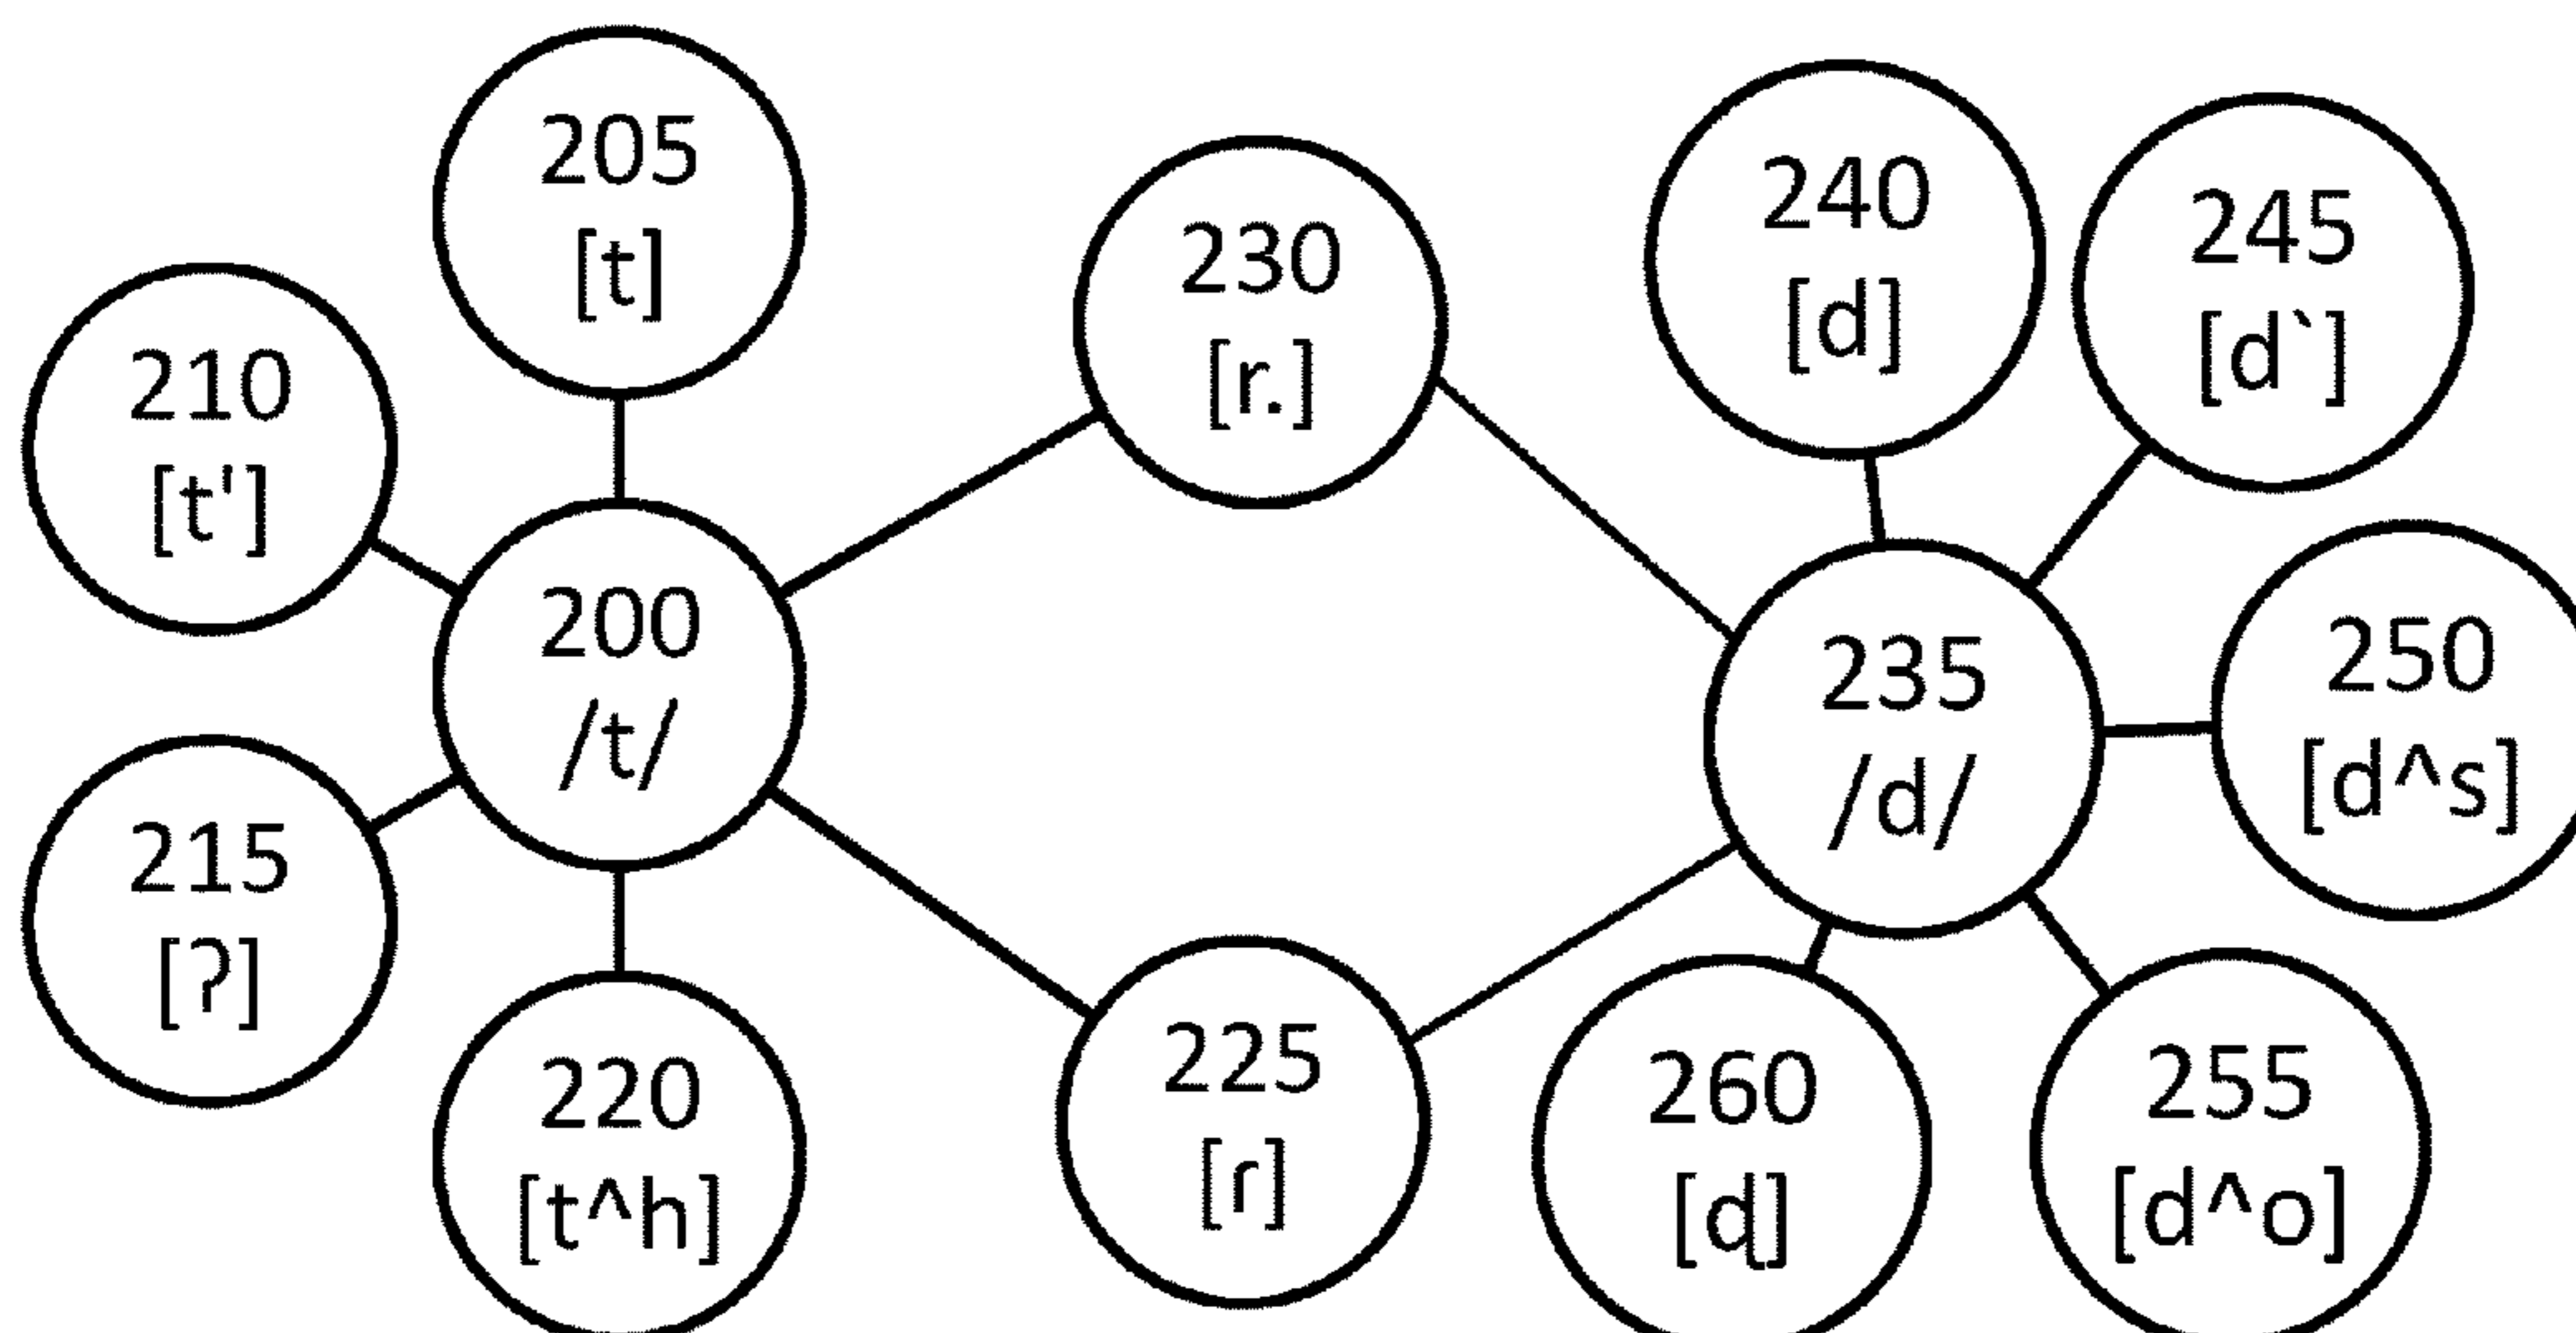 205
[t]
210
[t']
200
/t/
215
[ʔ]
220
[t^h]
230
[r.]
225
[r]
240
[d]
245
[d`]
235
/d/
250
[d^s]
260
[ɖ]
255
[d^o]